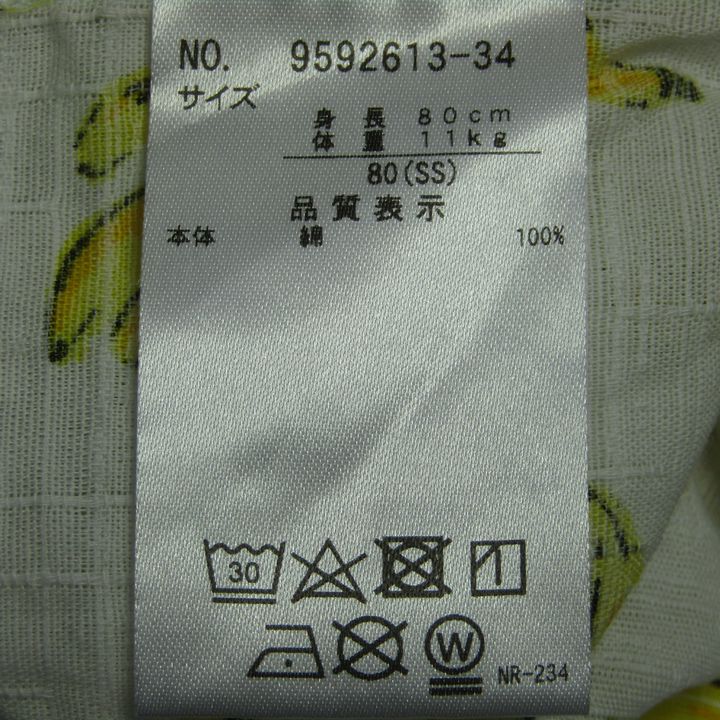 NO. 9592613-34
サイズ
身長 80cm
体重 11kg
80(SS)
品質表示
本体 綿 100%
30
W
NR-234